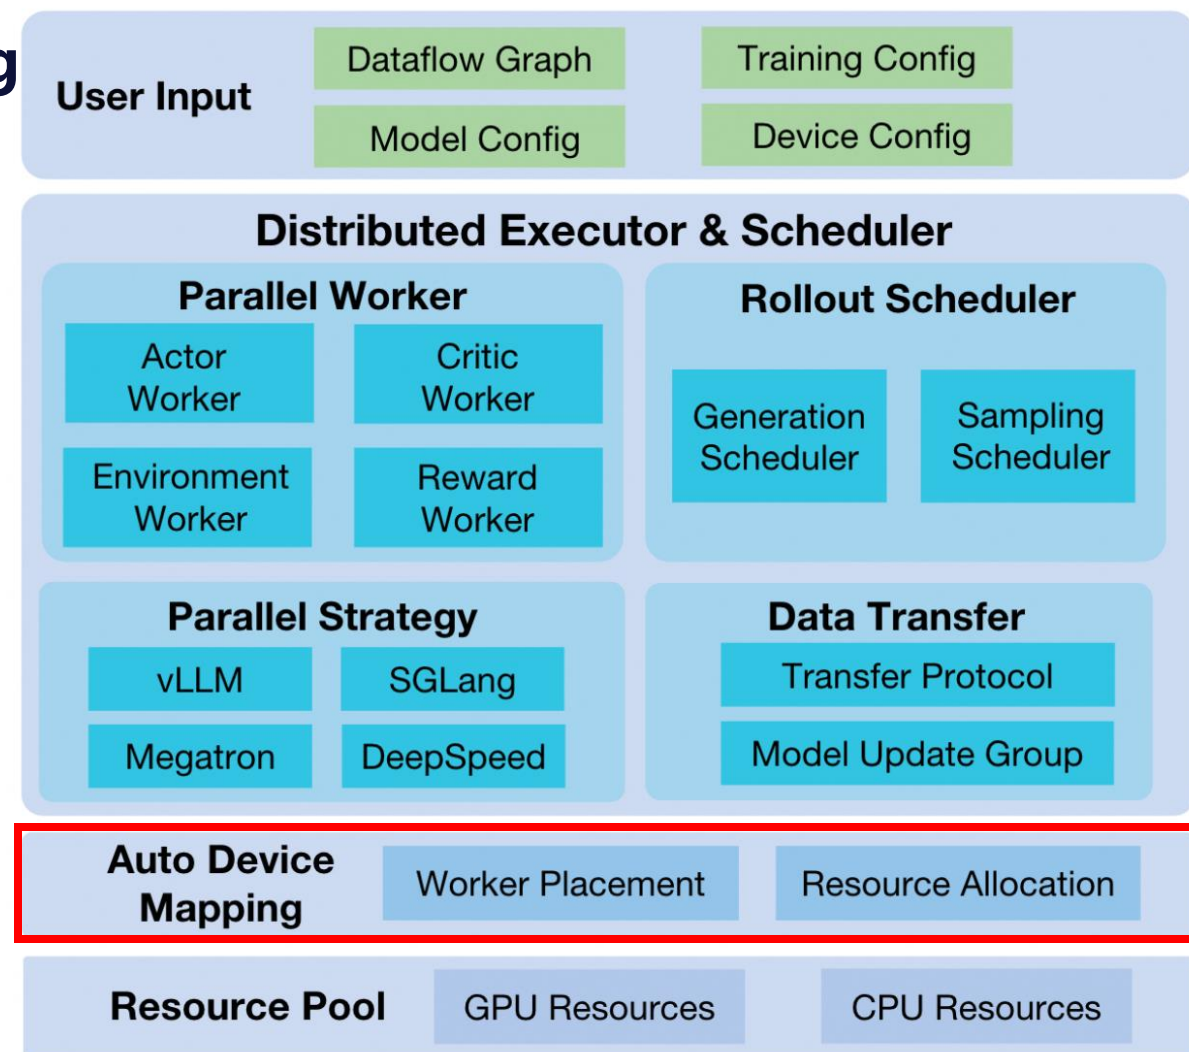 g
User Input
Dataflow Graph
Training Config
Model Config
Device Config
Distributed Executor & Scheduler
Parallel Worker
Actor
Worker
Critic
Worker
Environment
Worker
Reward
Worker
Rollout Scheduler
Generation
Scheduler
Sampling
Scheduler
Parallel Strategy
vLLM
SGLang
Megatron
DeepSpeed
Data Transfer
Transfer Protocol
Model Update Group
Auto Device
Mapping
Worker Placement
Resource Allocation
Resource Pool
GPU Resources
CPU Resources